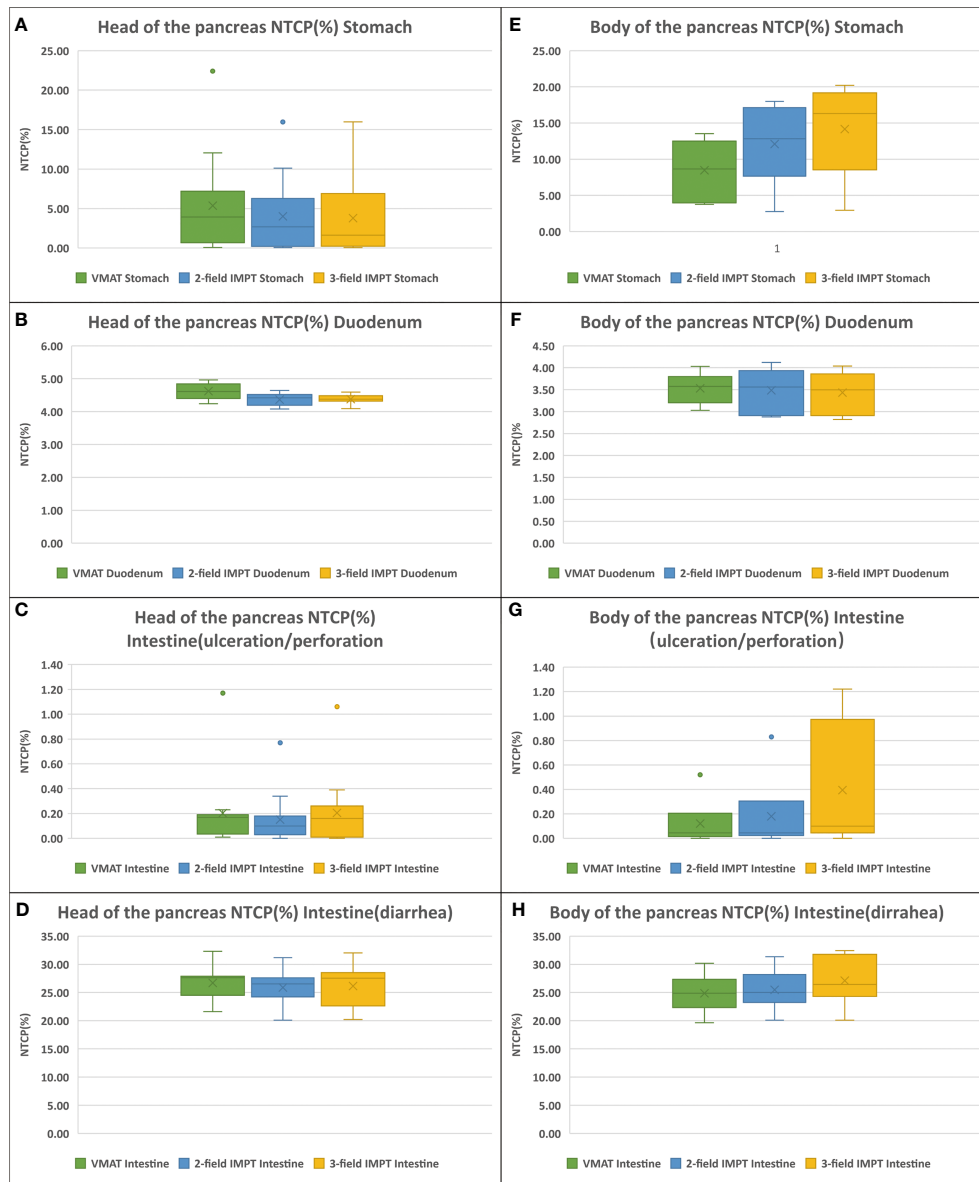 A
Head of the pancreas NTCP(%) Stomach
25.00
20.00
15.00
10.00
5.00
0.00
NTCP(%)
VMAT Stomach 2-field IMPT Stomach 3-field IMPT Stomach
E
Body of the pancreas NTCP(%) Stomach
25.00
20.00
15.00
10.00
5.00
0.00
NTCP(%)
1
VMAT Stomach 2-field IMPT Stomach 3-field IMPT Stomach
B
Head of the pancreas NTCP(%) Duodenum
6.00
5.00
4.00
3.00
2.00
1.00
0.00
NTCP(%)
VMAT Duodenum 2-field IMPT Duodenum 3-field IMPT Duodenum
F
Body of the pancreas NTCP(%) Duodenum
4.50
4.00
3.50
3.00
2.50
2.00
1.50
1.00
0.50
0.00
NTCP()%
VMAT Duodenum 2-field IMPT Duodenum 3-field IMPT Duodenum
C
Head of the pancreas NTCP(%)
Intestine(ulceration/perforation
1.40
1.20
1.00
0.80
0.60
0.40
0.20
0.00
NTCP(%)
VMAT Intestine 2-field IMPT Intestine 3-field IMPT Intestine
G
Body of the pancreas NTCP(%) Intestine
(ulceration/perforation)
1.40
1.20
1.00
0.80
0.60
0.40
0.20
0.00
NTCP(%)
VMAT Intestine 2-field IMPT Intestine 3-field IMPT Intestine
D
Head of the pancreas NTCP(%) Intestine(diarrhea)
35.00
30.00
25.00
20.00
15.00
10.00
5.00
0.00
NTCP(%)
VMAT Intestine 2-field IMPT Intestine 3-field IMPT Intestine
H
Body of the pancreas NTCP(%) Intestine(dirrahea)
35.00
30.00
25.00
20.00
15.00
10.00
5.00
0.00
NTCP(%)
VMAT Intestine 2-field IMPT Intestine 3-field IMPT Intestine